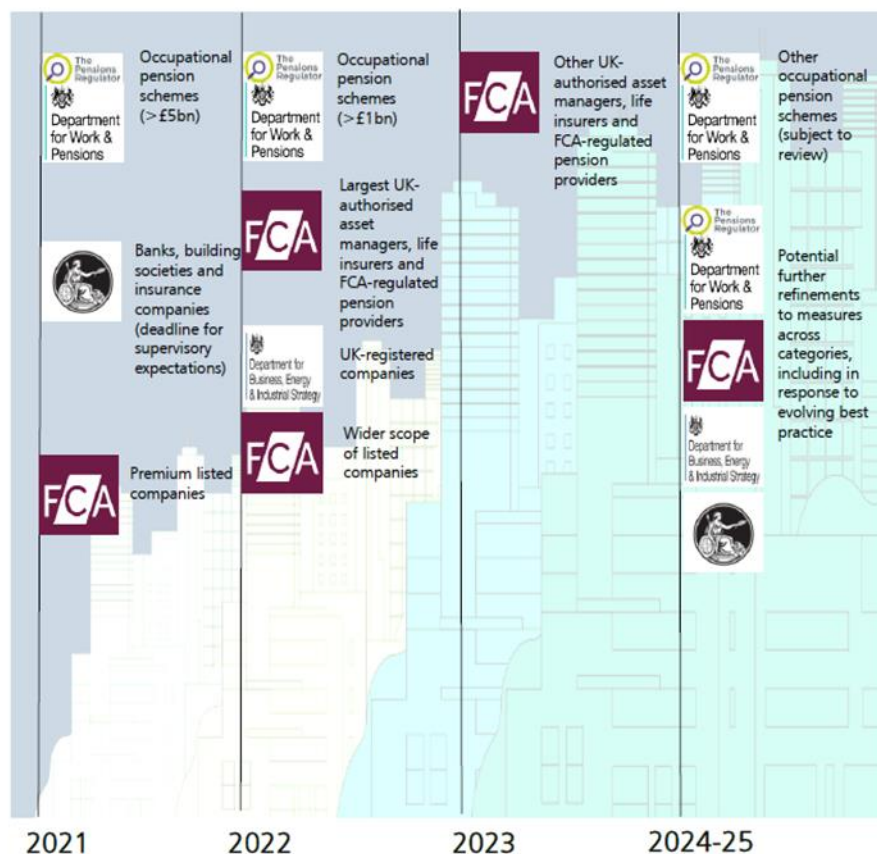 The
Pensions
Regulator
Department
for Work &
Pensions
Occupational
pension
schemes
(>£5bn)
Banks, building
societies and
insurance
companies
(deadline for
supervisory
expectations)
FCA
Premium listed
companies
The
Pensions
Regulator
Department
for Work &
Pensions
Occupational
pension
schemes
(>£1bn)
FCA
Largest UK-
authorised
asset
managers, life
insurers and
FCA-regulated
pension
providers
Department for
Business, Energy
& Industrial Strategy
UK-registered
companies
FCA
Wider scope
of listed
companies
FCA
Other UK-
authorised asset
managers, life
insurers and
FCA-regulated
pension
providers
The
Pensions
Regulator
Department
for Work &
Pensions
Other
occupational
pension
schemes
(subject to
review)
The
Pensions
Regulator
Department
for Work &
Pensions
FCA
Department for
Business, Energy
& Industrial Strategy
Potential
further
refinements
to measures
across
categories,
including in
response to
evolving best
practice
2021
2022
2023
2024-25